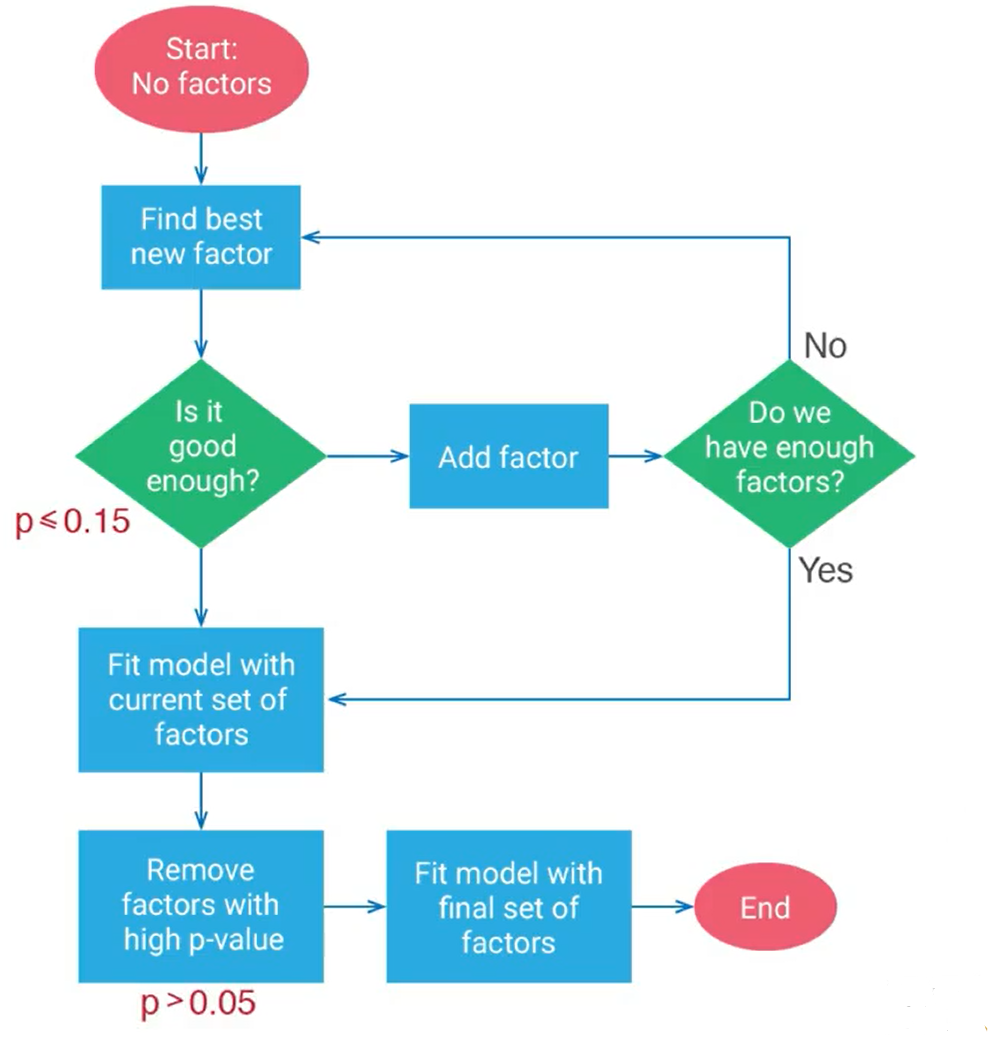 Start:
No factors
Find best
new factor
No
Is it
good
enough?
Add factor
Do we
have enough
factors?
p≤0.15
Yes
Fit model with
current set of
factors
Remove
factors with
high p-value
Fit model with
final set of
factors
End
p>0.05